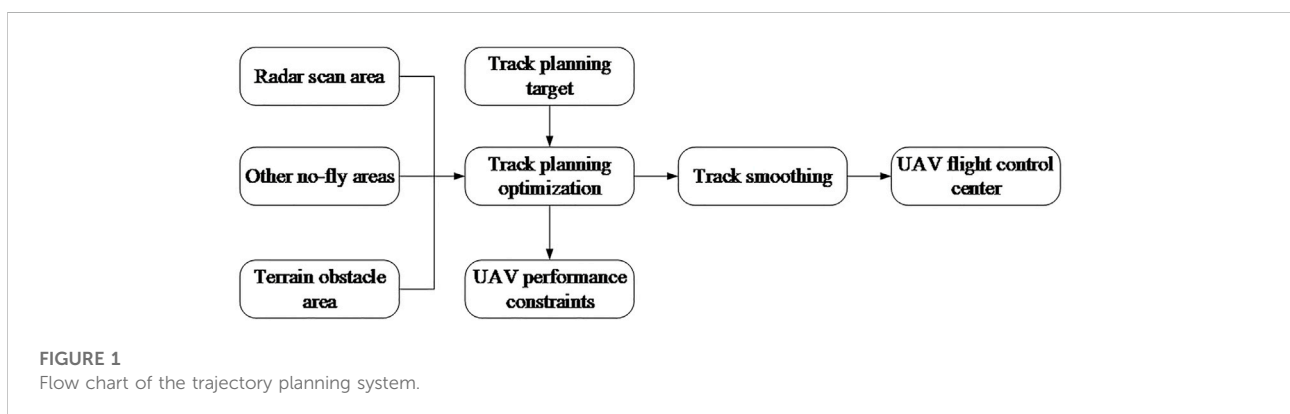 Radar scan area
Track planning
target
Other no-fly areas
Track planning
optimization
Track smoothing
UAV flight control
center
Terrain obstacle
area
UAV performance
constraints
FIGURE 1
Flow chart of the trajectory planning system.